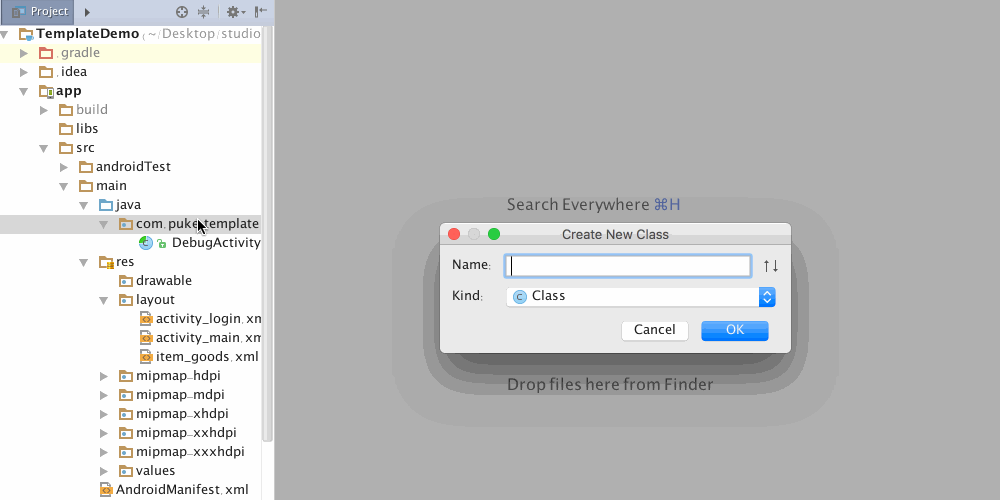 Project
TemplateDemo (~/Desktop/studio
.gradle
.idea
app
build
libs
src
androidTest
main
java
com.puke.template
DebugActivity
res
drawable
layout
activity_login.xm
activity_main.xm
item_goods.xml
mipmap-hdpi
mipmap-mdpi
mipmap-xhdpi
mipmap-xxhdpi
mipmap-xxxhdpi
values
AndroidManifest.xml
Search Everywhere ⌘H
Create New Class
Name:
Kind: C Class
Cancel OK
Drop files here from Finder